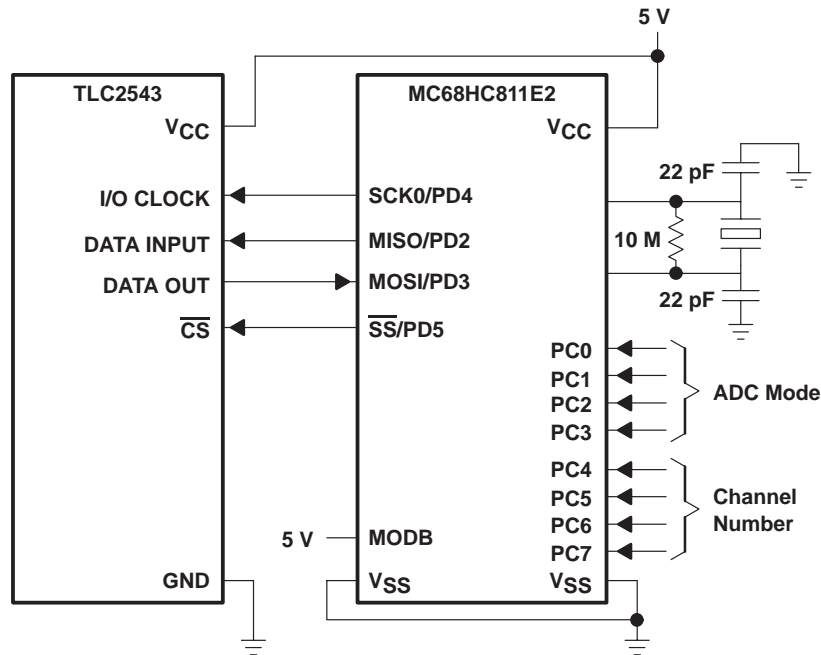 5 V
TLC2543
VCC
I/O CLOCK
DATA INPUT
DATA OUT
CS
GND
MC68HC811E2
VCC
SCK0/PD4
MISO/PD2
MOSI/PD3
SS/PD5
PC0
PC1
PC2
PC3
PC4
PC5
PC6
PC7
5 V
MODB
VSS
VSS
22 pF
10 M
22 pF
ADC Mode
Channel
Number